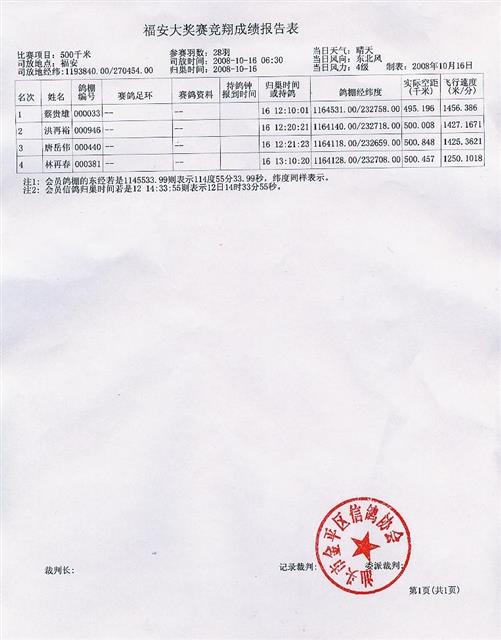 福安大奖赛竞翔成绩报告表
比赛项目: 500千米 参赛羽数: 28羽 当日天气: 晴天
司放地点: 福安 司放时间: 2008-10-16 06:30 当日风向: 东北风
司放地经纬: 1193840.00/270454.00 归巢时间: 2008-10-16 当日风力: 4级 制表: 2008年10月16日
名次 姓名 鸽棚编号 赛鸽足环 赛鸽资料 持鸽钟报到时间 归巢时间或持鸽 鸽棚经纬度 实际空距(千米) 飞行速度(米/分)
1 蔡贵雄 000033 -- -- 16 12:10:01 1164531.00/232758.00 495.196 1456.386
2 洪再裕 000946 -- -- 16 12:20:21 1164140.00/232718.00 500.008 1427.1671
3 唐岳伟 000440 -- -- 16 12:21:23 1164118.00/232659.00 500.848 1425.3621
4 林再春 000381 -- -- 16 13:10:20 1164128.00/232708.00 500.457 1250.1018
注1: 会员鸽棚的东经若是1145533.99则表示114度55分33.99秒, 纬度同样表示。
注2: 会员信鸽归巢时间若是12 14:33:55则表示12日14时33分55秒。
汕头市金平区信鸽协会
裁判长: 记录裁判: 委派裁判:
第1页(共1页)